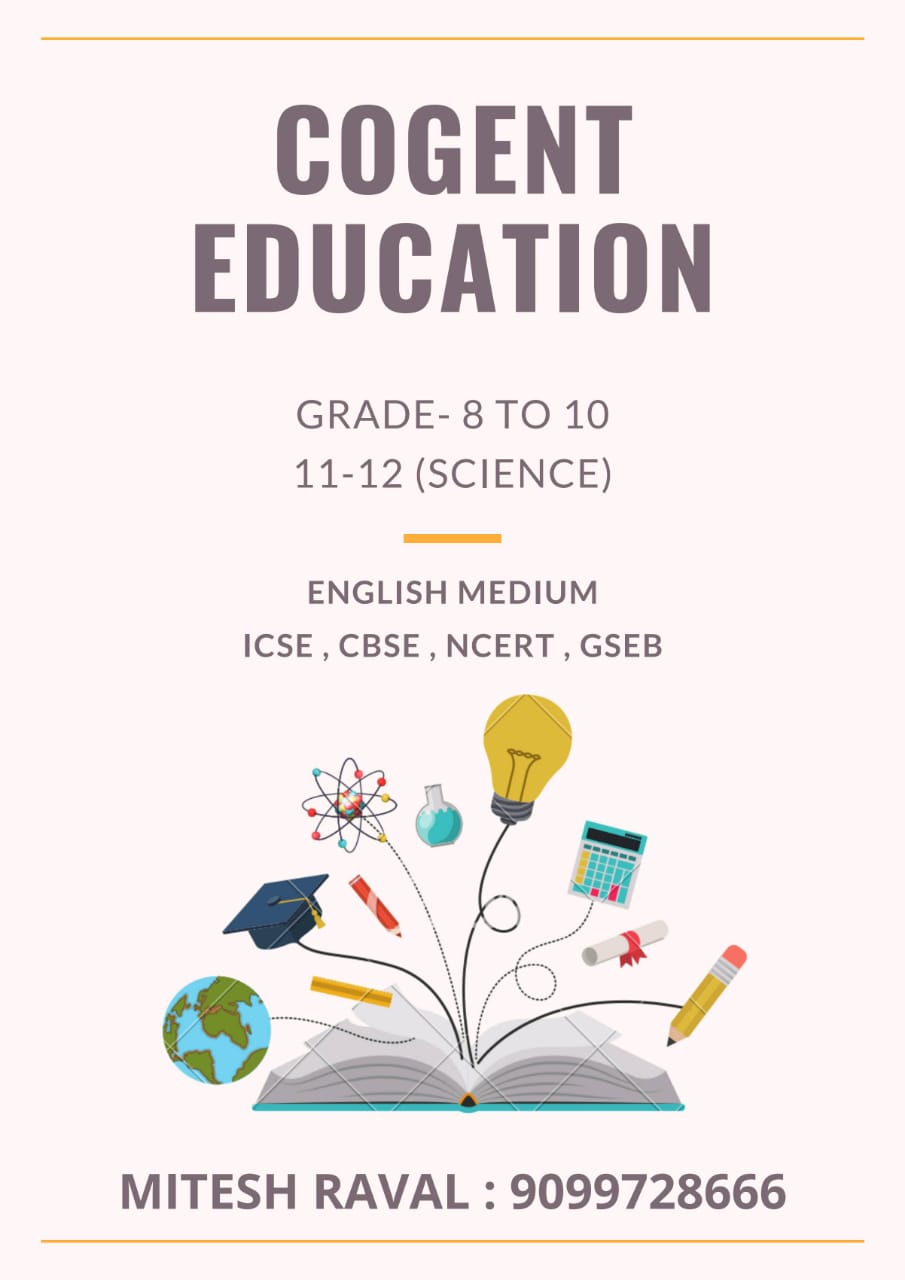 COGENT
EDUCATION
GRADE- 8 TO 10
11-12 (SCIENCE)
ENGLISH MEDIUM
ICSE , CBSE , NCERT , GSEB
MITESH RAVAL : 9099728666